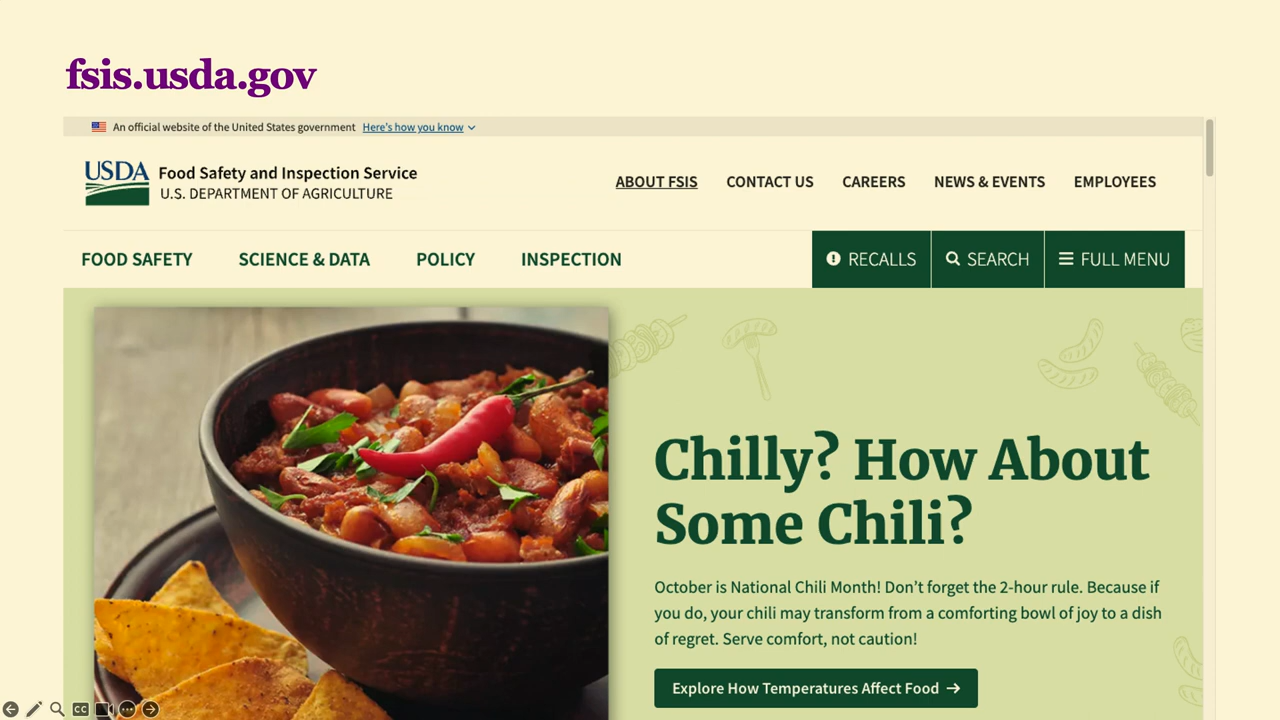 fsis.usda.gov
An official website of the United States government Here's how you know
USDA Food Safety and Inspection Service
U.S. DEPARTMENT OF AGRICULTURE
ABOUT FSIS CONTACT US CAREERS NEWS & EVENTS EMPLOYEES
FOOD SAFETY SCIENCE & DATA POLICY INSPECTION RECALLS SEARCH FULL MENU
Chilly? How About
Some Chili?
October is National Chili Month! Don’t forget the 2-hour rule. Because if
you do, your chili may transform from a comforting bowl of joy to a dish
of regret. Serve comfort, not caution!
Explore How Temperatures Affect Food
CC